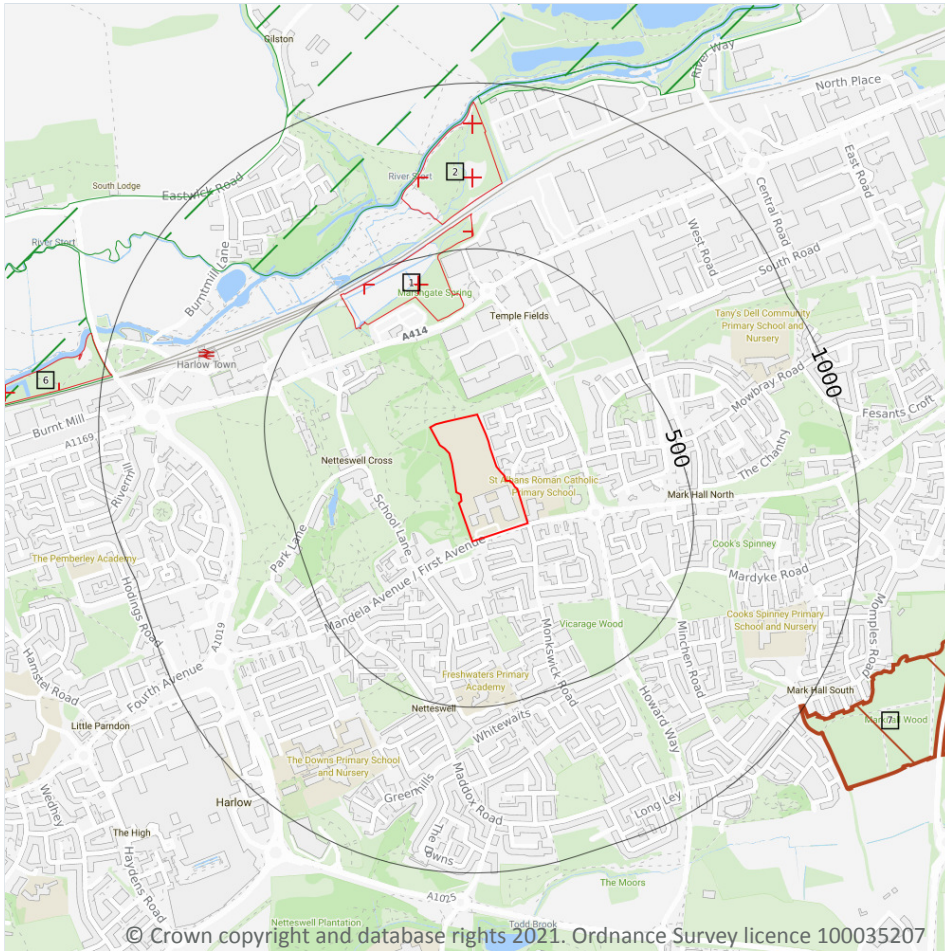 Gilston
River Way
North Place
2
South Lodge
Eastwick Road
River Stort
East Road
Central Road
River Stort
Burntmill Lane
West Road
South Road
1
Marshgate Spring
Temple Fields
A414
Tany's Dell Community
Primary School and
Nursery
6
Harlow Town
1000
Mowbray Road
Fesants Croft
Burnt Mill
A1169
500
The Chantry
Netteswell Cross
Rivermill
St Albans Roman Catholic
Primary School
Mark Hall North
School Lane
Park Lane
The Pemberley Academy
Cook's Spinney
Mandela Avenue
First Avenue
Mardyke Road
Hodings Road
A1019
Cooks Spinney Primary
School and Nursery
Momples Road
Vicarage Wood
Monkswick Road
Minchen Road
Hamstel Road
Fourth Avenue
Freshwaters Primary
Academy
Mark Hall South
Netteswell
7
Little Parndon
Whitewaits
Howard Way
The Downs Primary School
and Nursery
Wedhey
Greenhills
Maddox Road
Harlow
Long Ley
The High
The Downs
Haydens Road
The Moors
A1025
Netteswell Plantation
Todd Brook
© Crown copyright and database rights 2021. Ordnance Survey licence 100035207